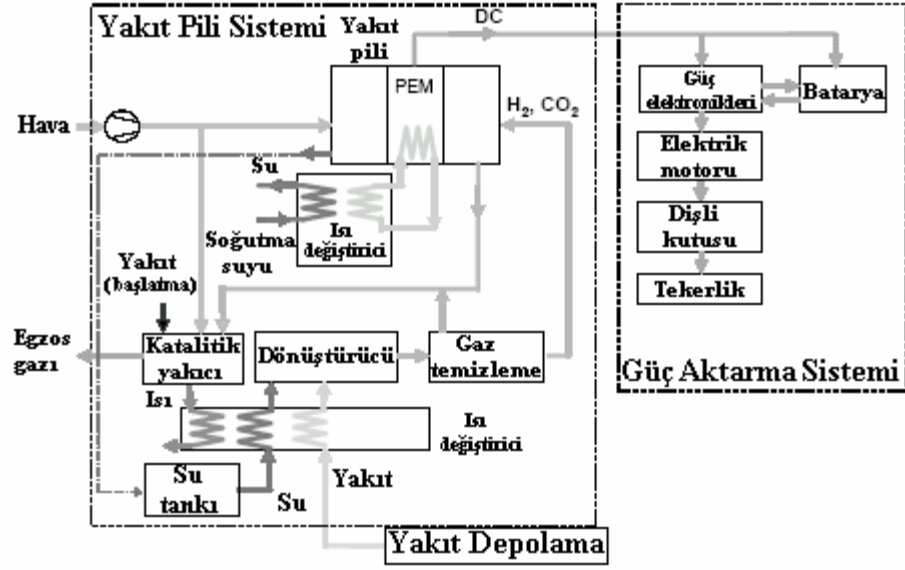 Yakıt Pili Sistemi
Yakıt
pili
DC
PEM
H₂, CO₂
Hava
Su
Soğutma
suyu
Isı
değiştirici
Yakıt
(başlatma)
Egzos
gazı
Katalitik
yakıcı
Dönüştürücü
Gaz
temizleme
Isı
Isı
değiştirici
Su
tankı
Su
Yakıt
Yakıt Depolama
Güç
elektronikleri
Batarya
Elektrik
motoru
Dişli
kutusu
Tekerlik
Güç Aktarma Sistemi